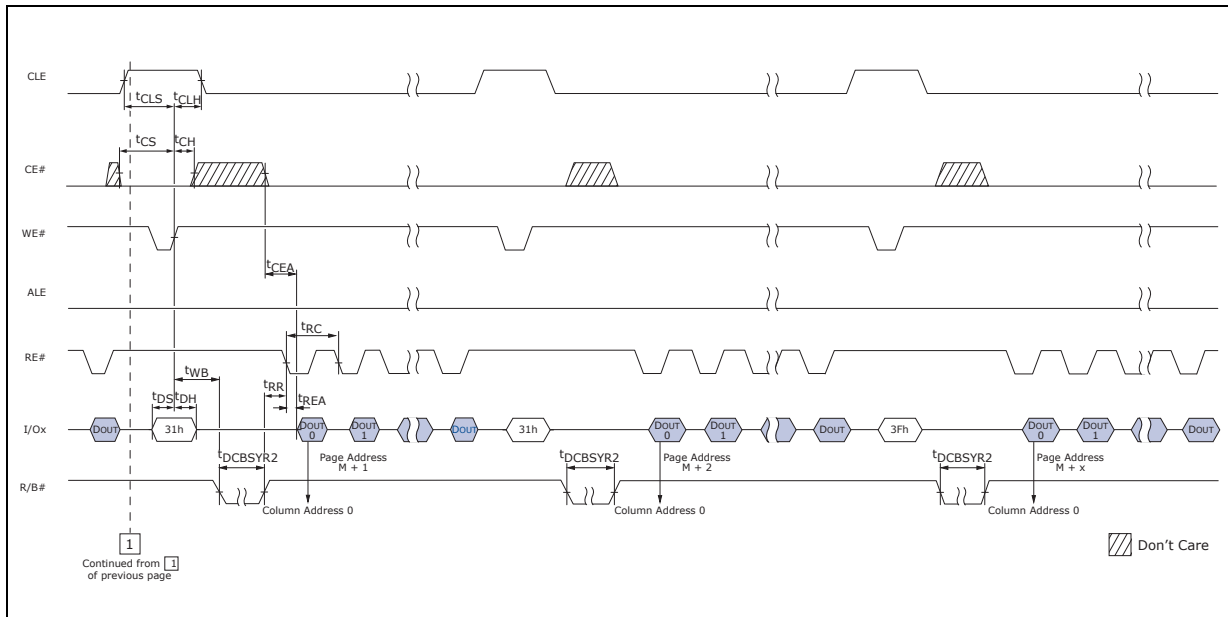 CLE
tCLS tCLH
tCS tCH
CE#
WE#
tCEA
ALE
tRC
RE#
tWB
tRR
tDS tDH
tREA
I/Ox
DOUT
31h
DOUT 0
DOUT 1
DOUT
31h
DOUT 0
DOUT 1
DOUT
3Fh
DOUT 0
DOUT 1
DOUT
tDCBSYR2
Page Address
M + 1
tDCBSYR2
Page Address
M + 2
tDCBSYR2
Page Address
M + x
R/B#
Column Address 0
Column Address 0
Column Address 0
1
Continued from 1
of previous page
Don't Care